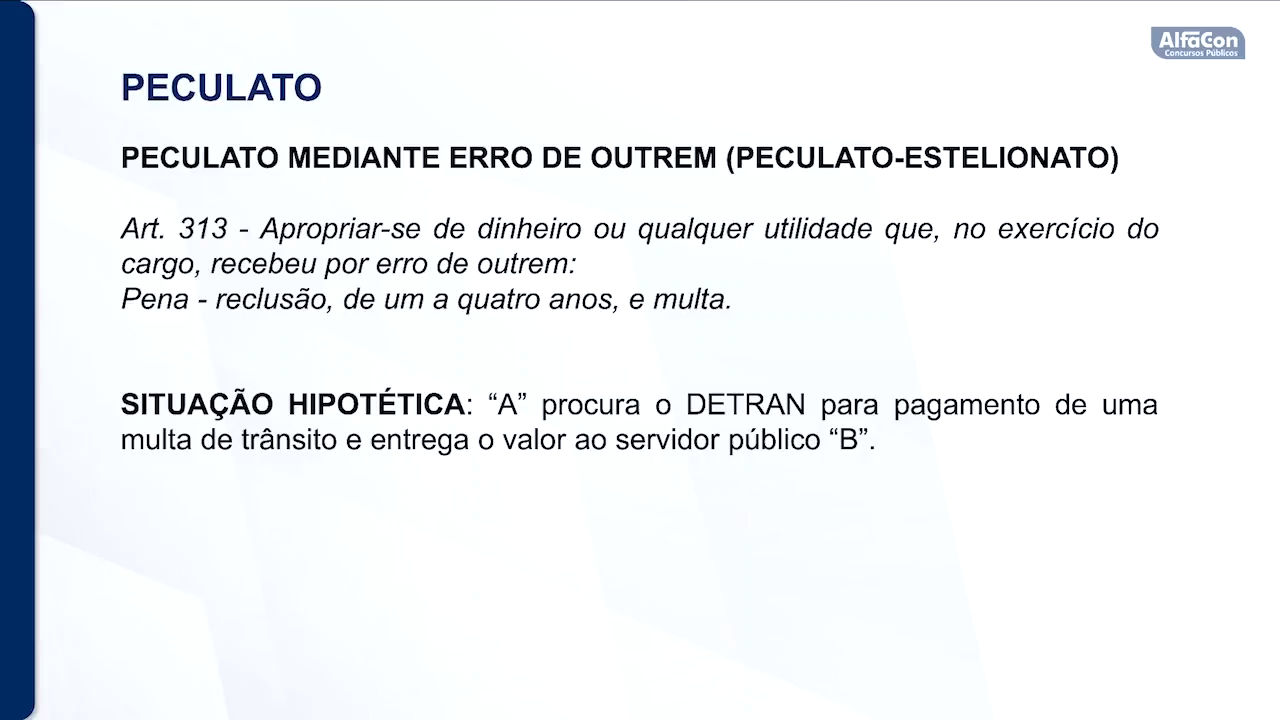 AlfaCon
Concursos Públicos
PECULATO
PECULATO MEDIANTE ERRO DE OUTREM (PECULATO-ESTELIONATO)
Art. 313 - Apropriar-se de dinheiro ou qualquer utilidade que, no exercício do
cargo, recebeu por erro de outrem:
Pena - reclusão, de um a quatro anos, e multa.
SITUAÇÃO HIPOTÉTICA: “A” procura o DETRAN para pagamento de uma
multa de trânsito e entrega o valor ao servidor público “B”.